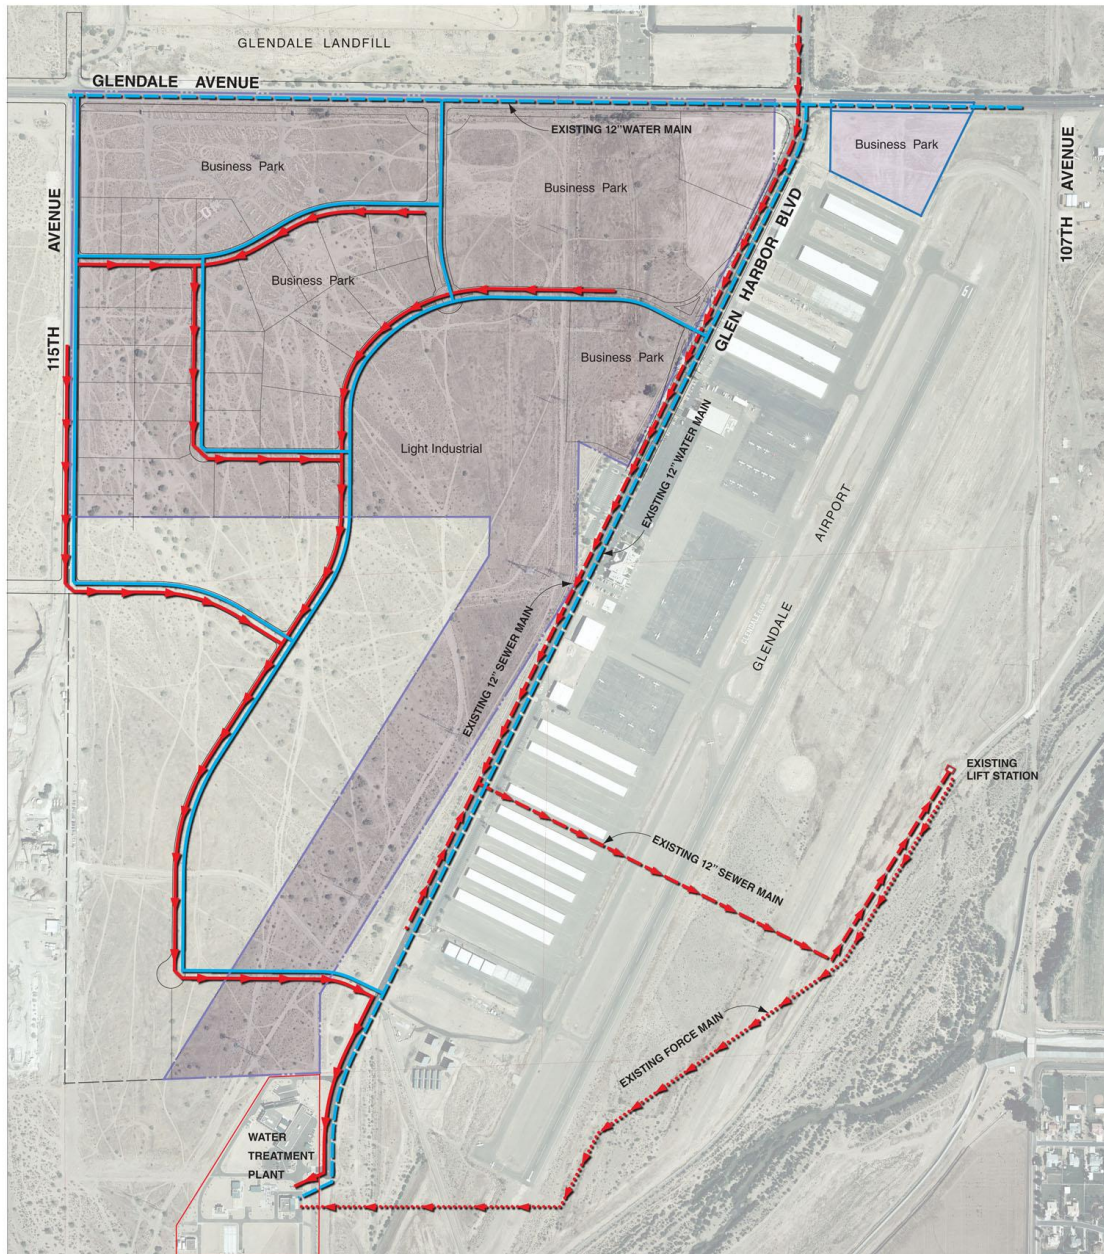 GLENDALE LANDFILL
GLENDALE AVENUE
EXISTING 12" WATER MAIN
Business Park
Business Park
Business Park
115TH AVENUE
107TH AVENUE
GLEN HARBOR BLVD
Business Park
Business Park
Light Industrial
EXISTING 12" WATER MAIN
GLENDALE AIRPORT
EXISTING 12" SEWER MAIN
EXISTING
LIFT STATION
EXISTING 12" SEWER MAIN
EXISTING FORCE MAIN
WATER
TREATMENT
PLANT